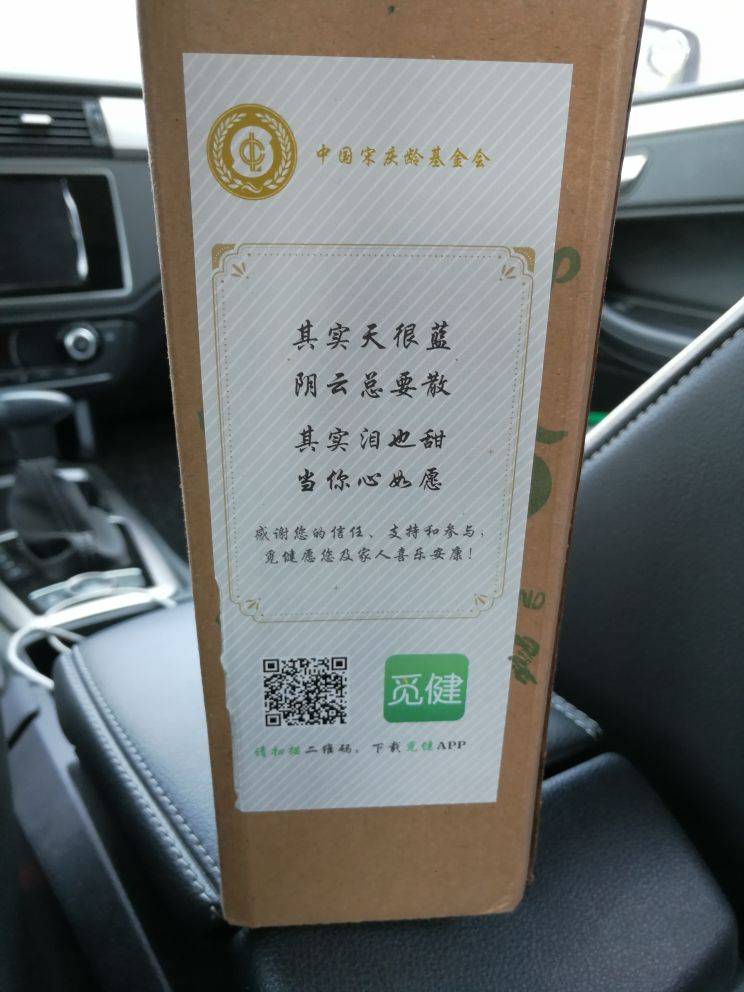 中国宋庆龄基金会
其实天很蓝
阴云总要散
其实泪也甜
当你心如愿
感谢您的信任、支持和参与,
觅健愿您及家人喜乐安康!
觅健
请扫描二维码，下载觅健APP